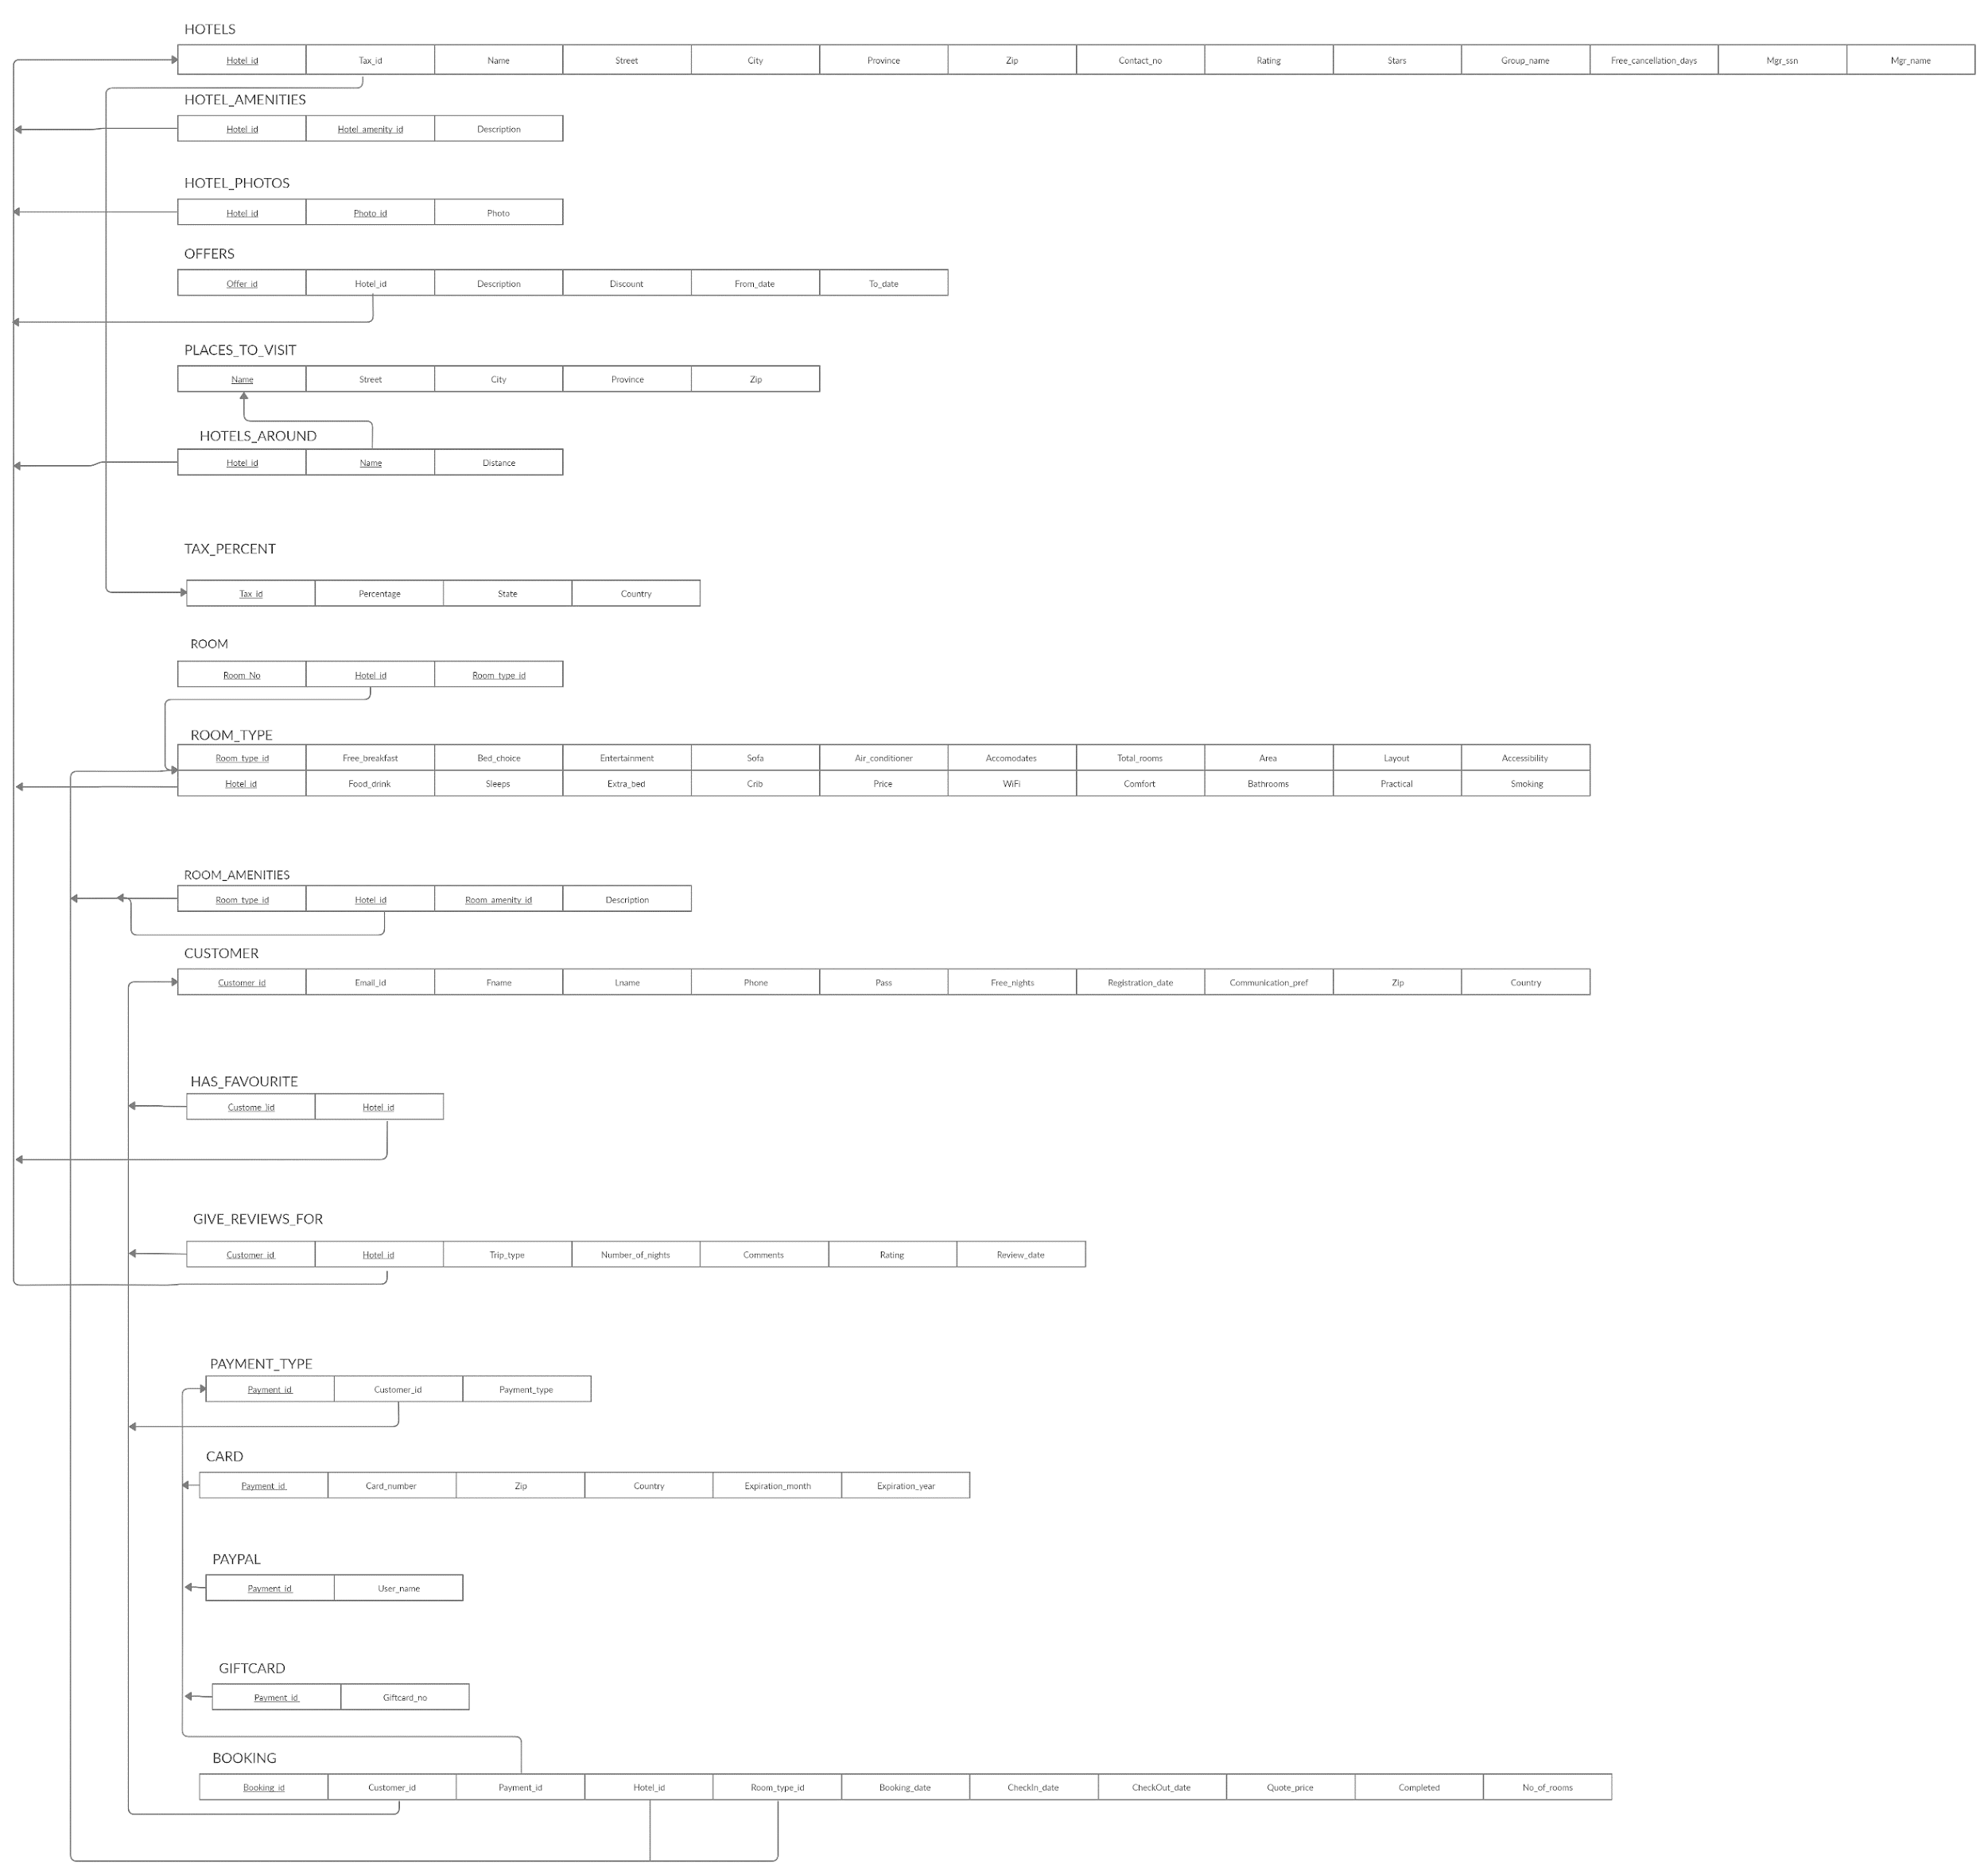 HOTELS
Hotel_id Tax_id Name Street City Province Zip Contact_no Rating Stars Group_name Free_cancellation_days Mgr_ssn Mgr_name
HOTEL_AMENITIES
Hotel_id Hotel_amenity_id Description
HOTEL_PHOTOS
Hotel_id Photo_id Photo
OFFERS
Offer_id Hotel_id Description Discount From_date To_date
PLACES_TO_VISIT
Name Street City Province Zip
HOTELS_AROUND
Hotel_id Name Distance
TAX_PERCENT
Tax_id Percentage State Country
ROOM
Room_No Hotel_id Room_type_id
ROOM_TYPE
Room_type_id Free_breakfast Bed_choice Entertainment Sofa Air_conditioner Accomodates Total_rooms Area Layout Accessibility
Hotel_id Food_drink Sleeps Extra_bed Crib Price WiFi Comfort Bathrooms Practical Smoking
ROOM_AMENITIES
Room_type_id Hotel_id Room_amenity_id Description
CUSTOMER
Customer_id Email_id Fname Lname Phone Pass Free_nights Registration_date Communication_pref Zip Country
HAS_FAVOURITE
Custome_)id Hotel_id
GIVE_REVIEWS_FOR
Customer_id Hotel_id Trip_type Number_of_nights Comments Rating Review_date
PAYMENT_TYPE
Payment_id Customer_id Payment_type
CARD
Payment_id Card_number Zip Country Expiration_month Expiration_year
PAYPAL
Payment_id User_name
GIFTCARD
Payment_id Giftcard_no
BOOKING
Booking_id Customer_id Payment_id Hotel_id Room_type_id Booking_date CheckIn_date CheckOut_date Quote_price Completed No_of_rooms